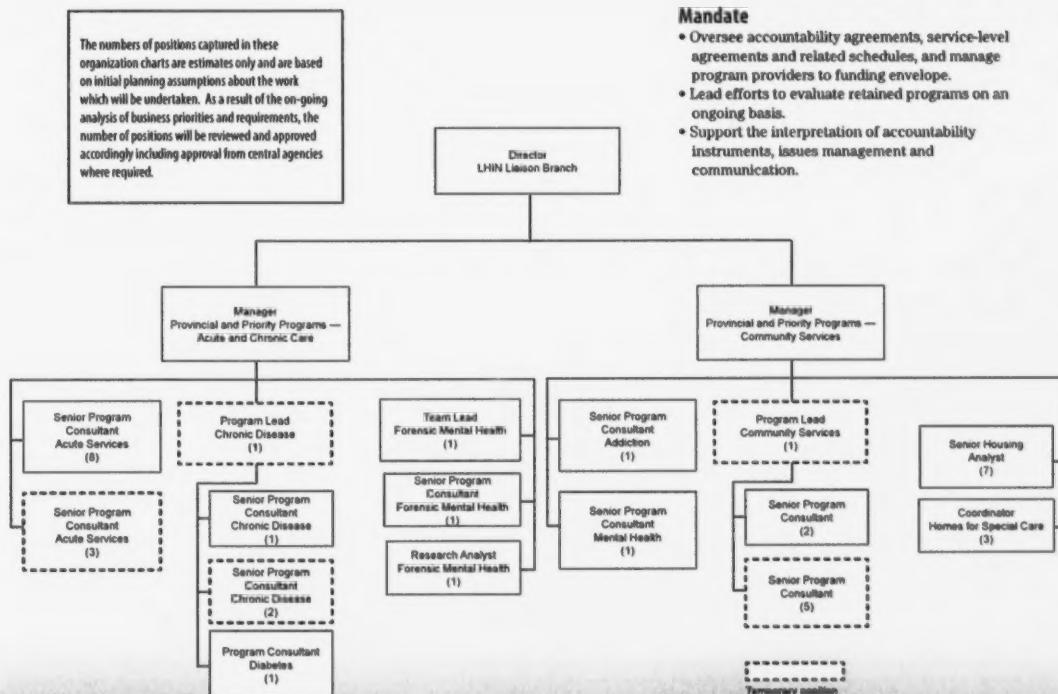 The numbers of positions captured in these
organization charts are estimates only and are based
on initial planning assumptions about the work
which will be undertaken. As a result of the on-going
analysis of business priorities and requirements, the
number of positions will be reviewed and approved
accordingly including approval from central agencies
where required.
Mandate
• Oversee accountability agreements, service-level
agreements and related schedules, and manage
program providers to funding envelope.
• Lead efforts to evaluate retained programs on an
ongoing basis.
• Support the interpretation of accountability
instruments, issues management and
communication.
Director
LHIN Liaison Branch
Manager
Provincial and Priority Programs —
Acute and Chronic Care
Manager
Provincial and Priority Programs —
Community Services
Senior Program
Consultant
Acute Services
(8)
Senior Program
Consultant
Acute Services
(3)
Program Lead
Chronic Disease
(1)
Senior Program
Consultant
Chronic Disease
(1)
Senior Program
Consultant
Chronic Disease
(2)
Program Consultant
Diabetes
(1)
Team Lead
Forensic Mental Health
(1)
Senior Program
Consultant
Forensic Mental Health
(1)
Research Analyst
Forensic Mental Health
(1)
Senior Program
Consultant
Addiction
(1)
Senior Program
Consultant
Mental Health
(1)
Program Lead
Community Services
(1)
Senior Program
Consultant
(2)
Senior Program
Consultant
(5)
Senior Housing
Analyst
(7)
Coordinator
Homes for Special Care
(3)
Temporary position